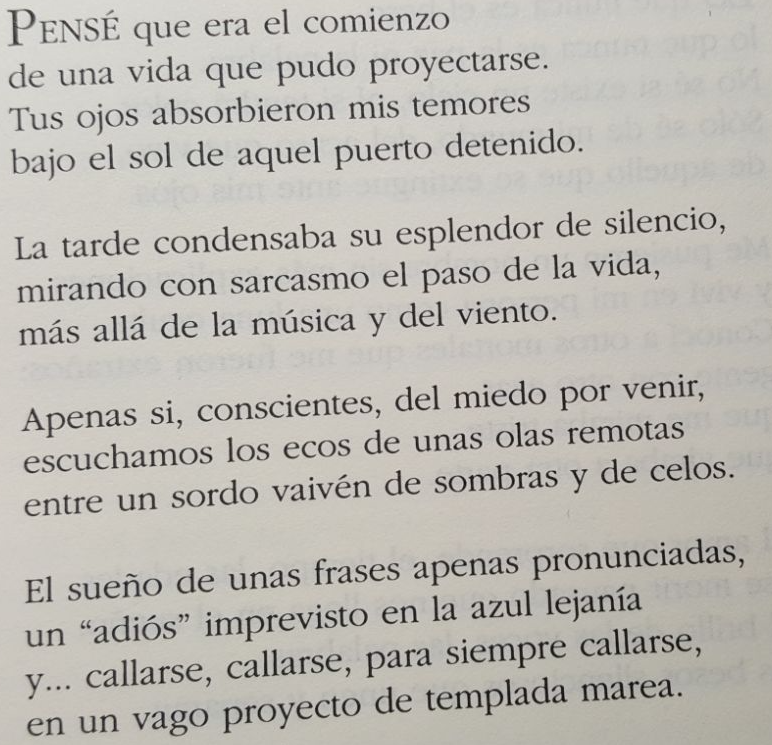 PENSÉ que era el comienzo
de una vida que pudo proyectarse.
Tus ojos absorbieron mis temores
bajo el sol de aquel puerto detenido.
La tarde condensaba su esplendor de silencio,
mirando con sarcasmo el paso de la vida,
más allá de la música y del viento.
Apenas si, conscientes, del miedo por venir,
escuchamos los ecos de unas olas remotas
entre un sordo vaivén de sombras y de celos.
El sueño de unas frases apenas pronunciadas,
un “adiós” imprevisto en la azul lejanía
y... callarse, callarse, para siempre callarse,
en un vago proyecto de templada marea.